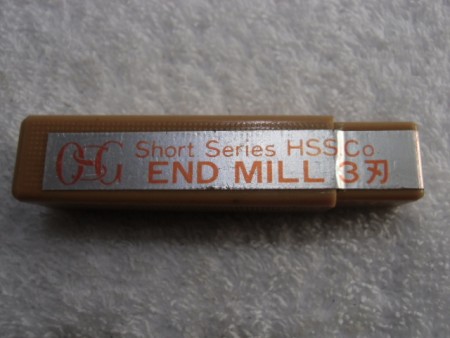 OSG
Short Series HSS Co
END MILL 3刃